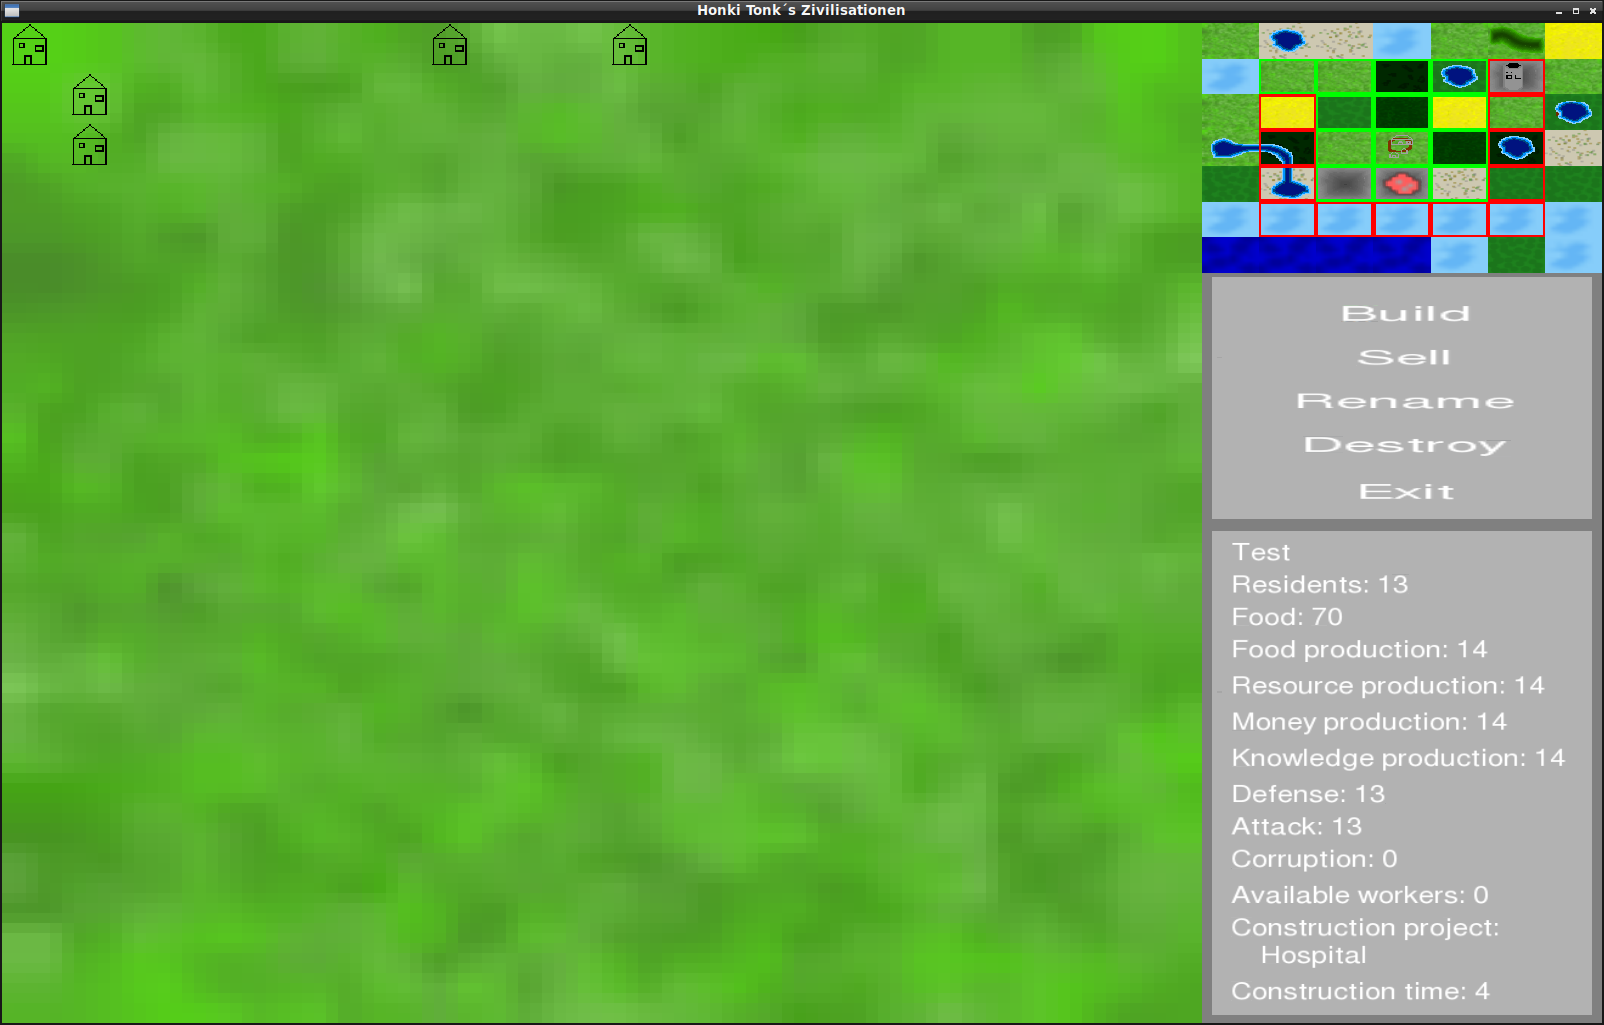 Honki Tonk´s Zivilisationen
Build
Sell
Rename
Destroy
Exit
Test
Residents: 13
Food: 70
Food production: 14
Resource production: 14
Money production: 14
Knowledge production: 14
Defense: 13
Attack: 13
Corruption: 0
Available workers: 0
Construction project:
Hospital
Construction time: 4